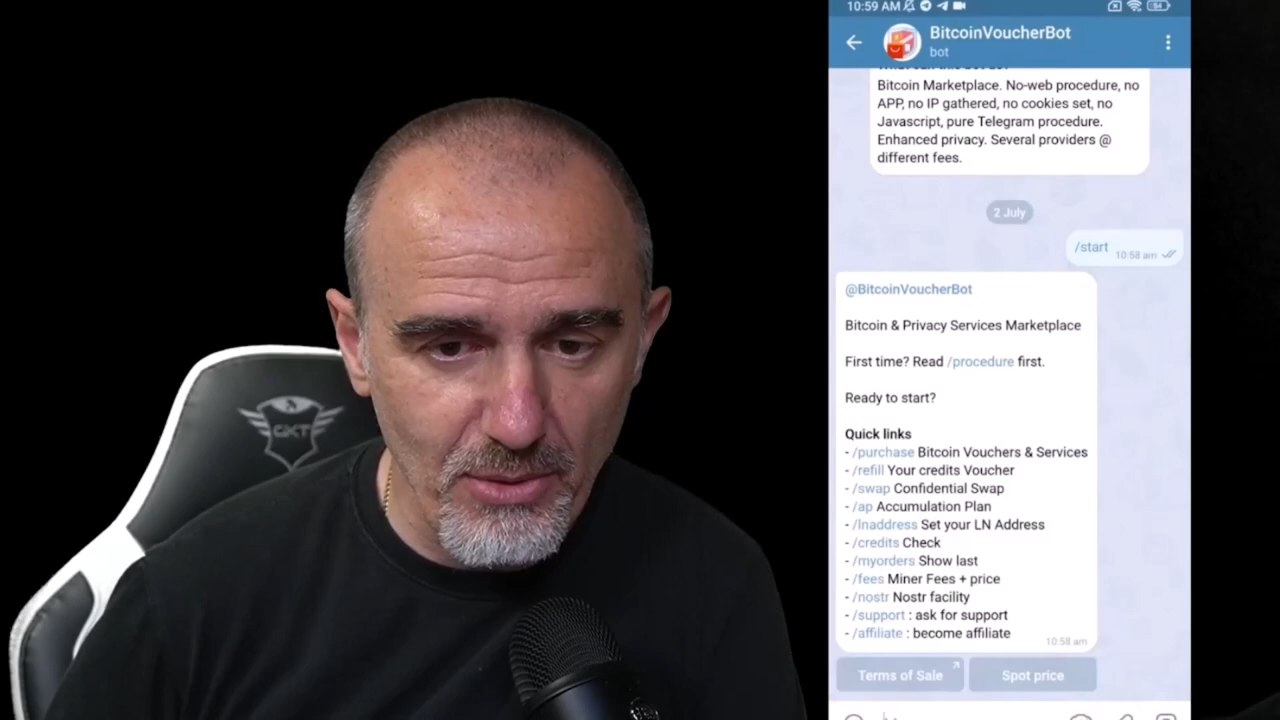 10:59 AM
54
BitcoinVoucherBot
bot
Bitcoin Marketplace. No-web procedure, no
APP, no IP gathered, no cookies set, no
Javascript, pure Telegram procedure.
Enhanced privacy. Several providers @
different fees.
2 July
/start
10:58 am
@BitcoinVoucherBot
Bitcoin & Privacy Services Marketplace
First time? Read /procedure first.
Ready to start?
Quick links
- /purchase Bitcoin Vouchers & Services
- /refill Your credits Voucher
- /swap Confidential Swap
- /ap Accumulation Plan
- /lnaddress Set your LN Address
- /credits Check
- /myorders Show last
- /fees Miner Fees + price
- /nostr Nostr facility
- /support : ask for support
- /affiliate : become affiliate
10:58 am
Terms of Sale
Spot price
GXT